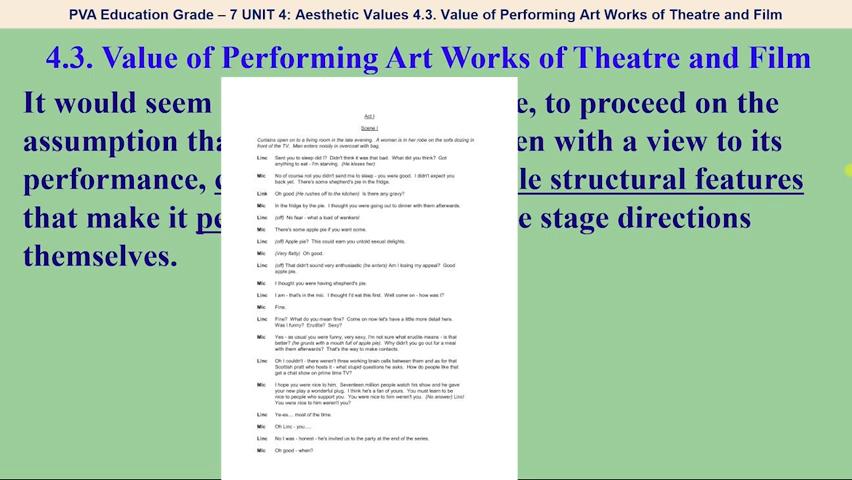 PVA Education Grade – 7 UNIT 4: Aesthetic Values 4.3. Value of Performing Art Works of Theatre and Film
4.3. Value of Performing Art Works of Theatre and Film
It would seem e, to proceed on the
assumption tha en with a view to its
performance, le structural features
that make it pe e stage directions
themselves.
Act I
Scene I
Curtains open on to a living room in the late evening. A woman is in her robe on the sofa dozing in
front of the TV. Man enters noisily in overcoat with bag.
Linc Sent you to sleep did I? Didn't think it was that bad. What did you think? Got
anything to eat - I'm starving. (He kisses her)
Mic No of course not you didn't send me to sleep - you were good. I didn't expect you
back yet. There's some shepherd's pie in the fridge.
Link Oh good (He rushes off to the kitchen) Is there any gravy?
Mic In the fridge by the pie. I thought you were going out to dinner with them afterwards.
Linc (off) No fear - what a load of wankers!
Mic There's some apple pie if you want some.
Linc (off) Apple pie? This could earn you untold sexual delights.
Mic (Very flatly) Oh good.
Linc (off) That didn't sound very enthusiastic (he enters) Am I losing my appeal? Good
apple pie.
Mic I thought you were having shepherd's pie.
Linc I am - that's in the mic. I thought I'd eat this first. Well come on - how was I?
Mic Fine.
Linc Fine? What do you mean fine? Come on now let's have a little more detail here.
Was I funny? Erudite? Sexy?
Mic Yes - as usual you were funny, very sexy, I'm not sure what erudite means - is that
better? (he grunts with a mouth full of apple pie). Why didn't you go out for a meal
with them afterwards? That's the way to make contacts.
Linc Oh I couldn't - there weren't three working brain cells between them and as for that
Scottish pratt who hosts it - what stupid questions he asks. How do people like that
get a chat show on prime time TV?
Mic I hope you were nice to him. Seventeen million people watch his show and he gave
your new play a wonderful plug. I think he's a fan of yours. You must learn to be
nice to people who support you. You were nice to him weren't you. (No answer) Linc!
You were nice to him weren't you?
Linc Ye-es.... most of the time.
Mic Oh Linc - you....
Linc No I was - honest - he's invited us to the party at the end of the series.
Mic Oh good - when?